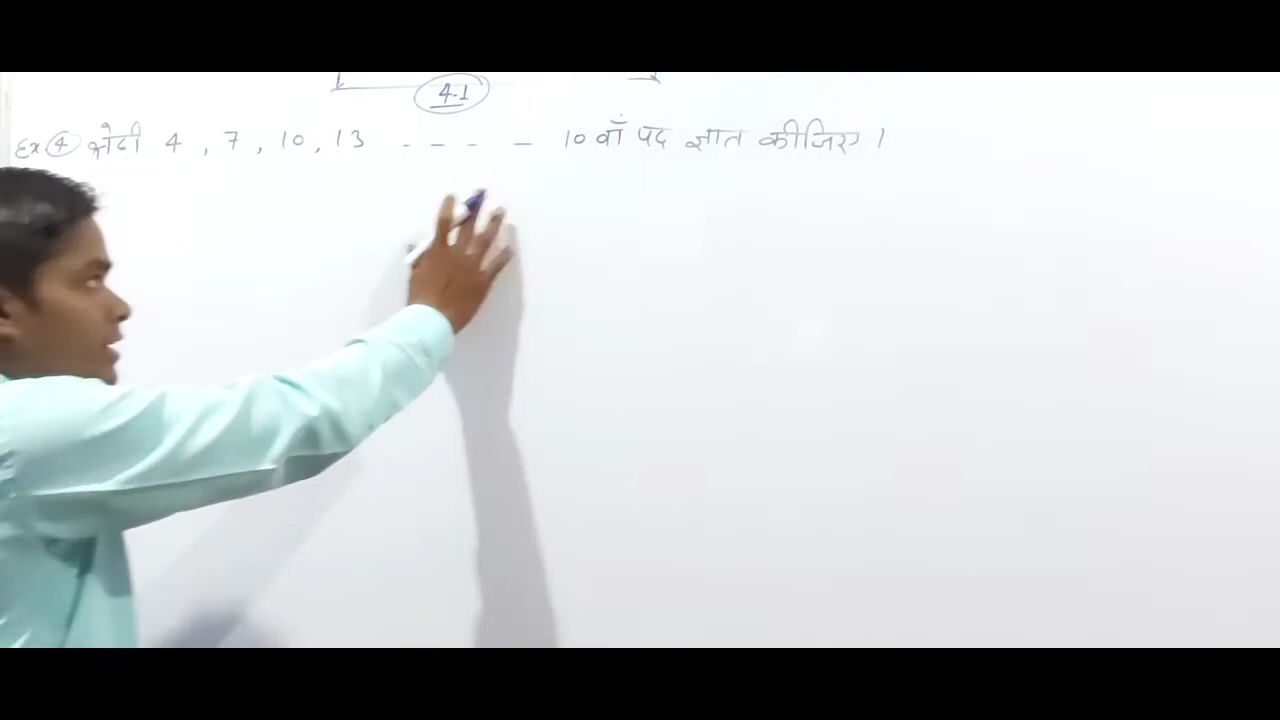 4.1
Ex ④ श्रेढी 4 , 7 , 10 , 13 - - - - 10 वाँ पद ज्ञात कीजिए।